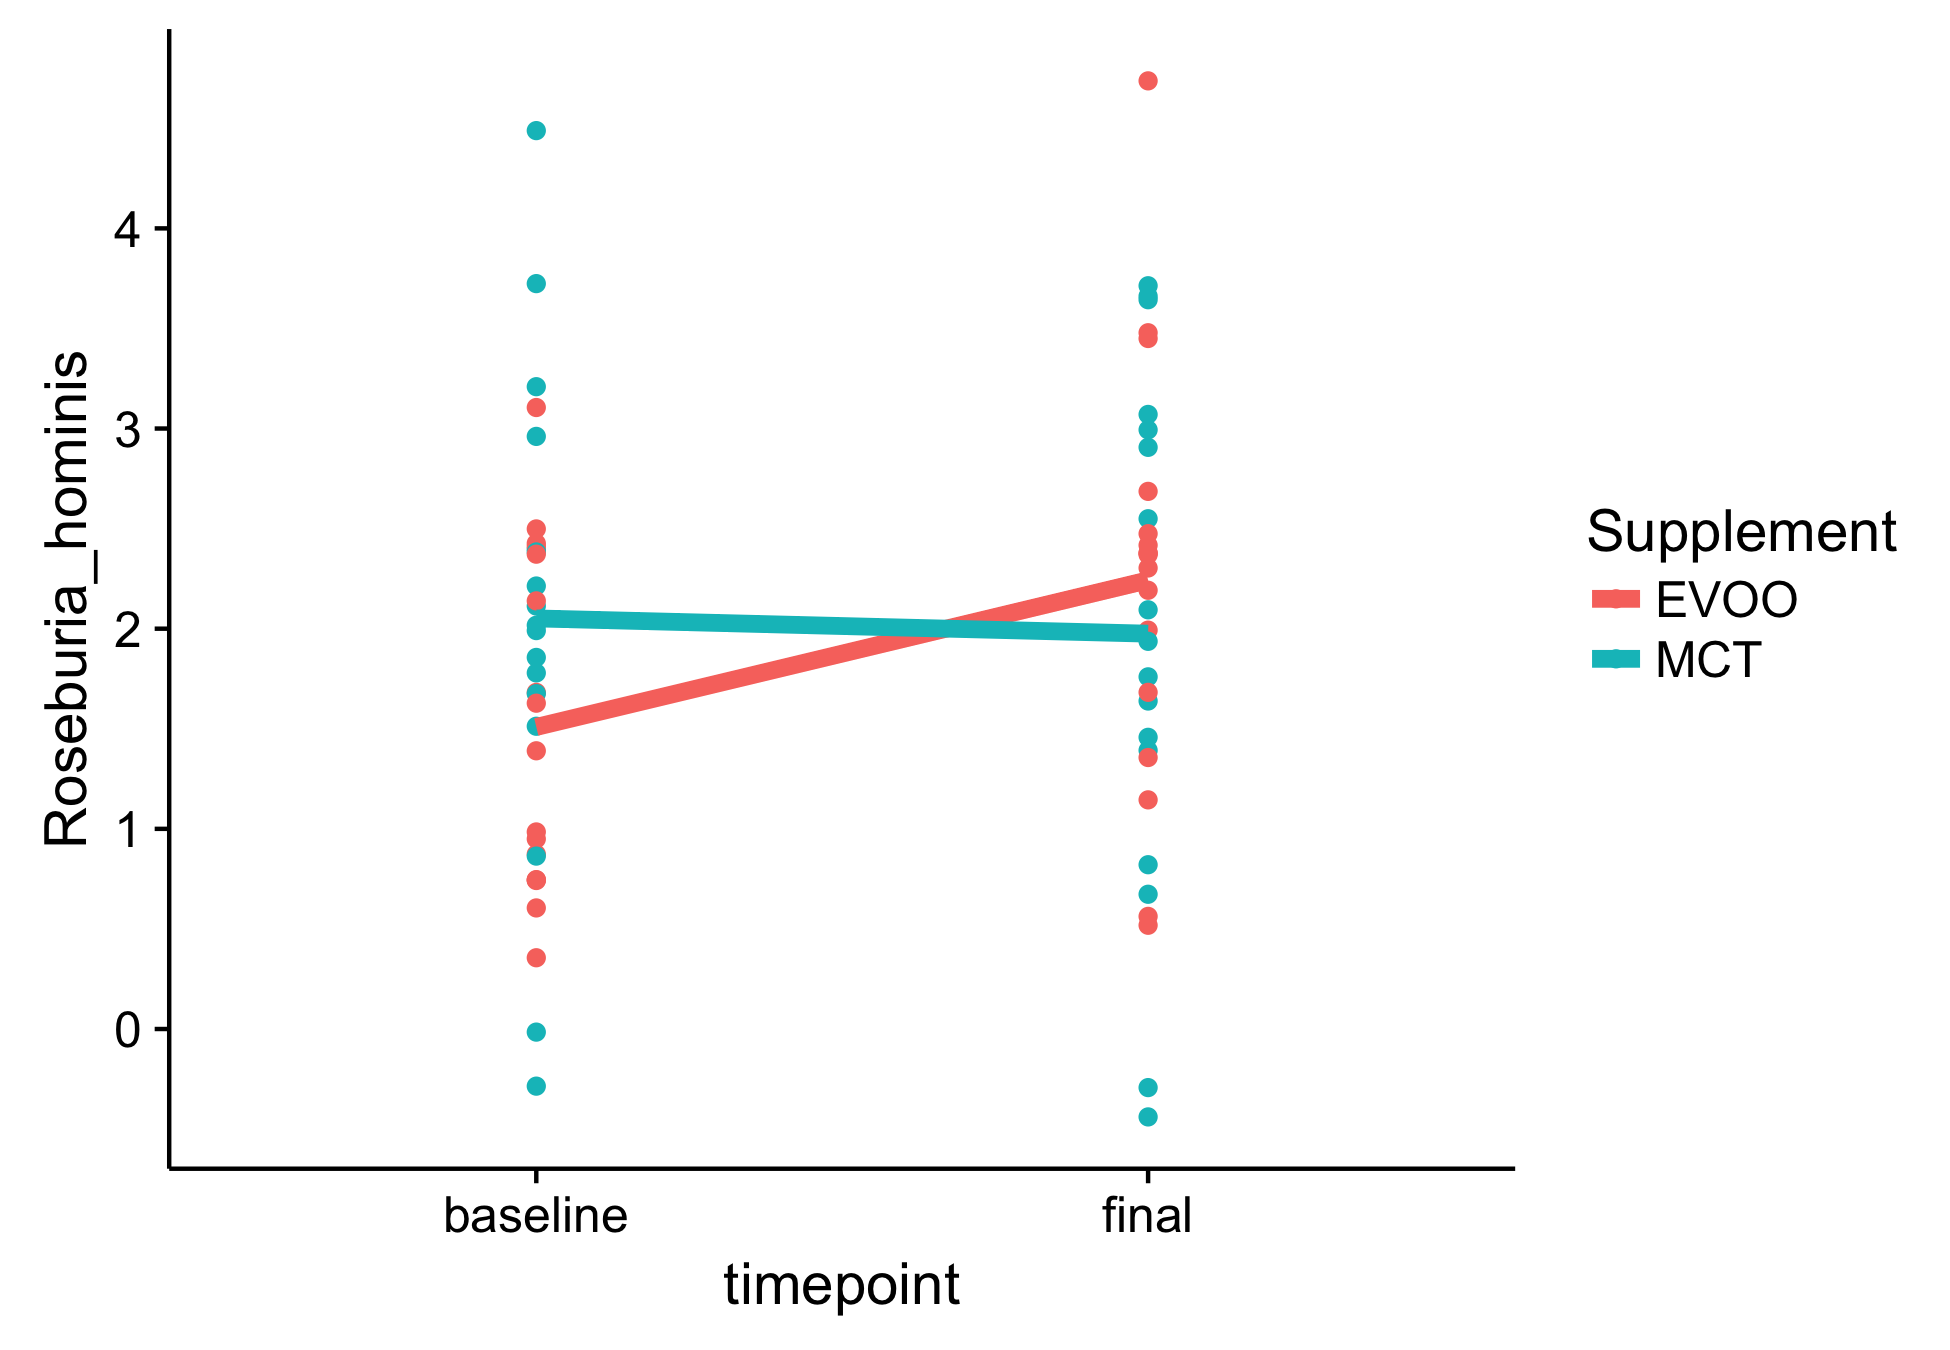 Roseburia_hominis
4
3
2
1
0
baseline
final
timepoint
Supplement
EVOO
MCT